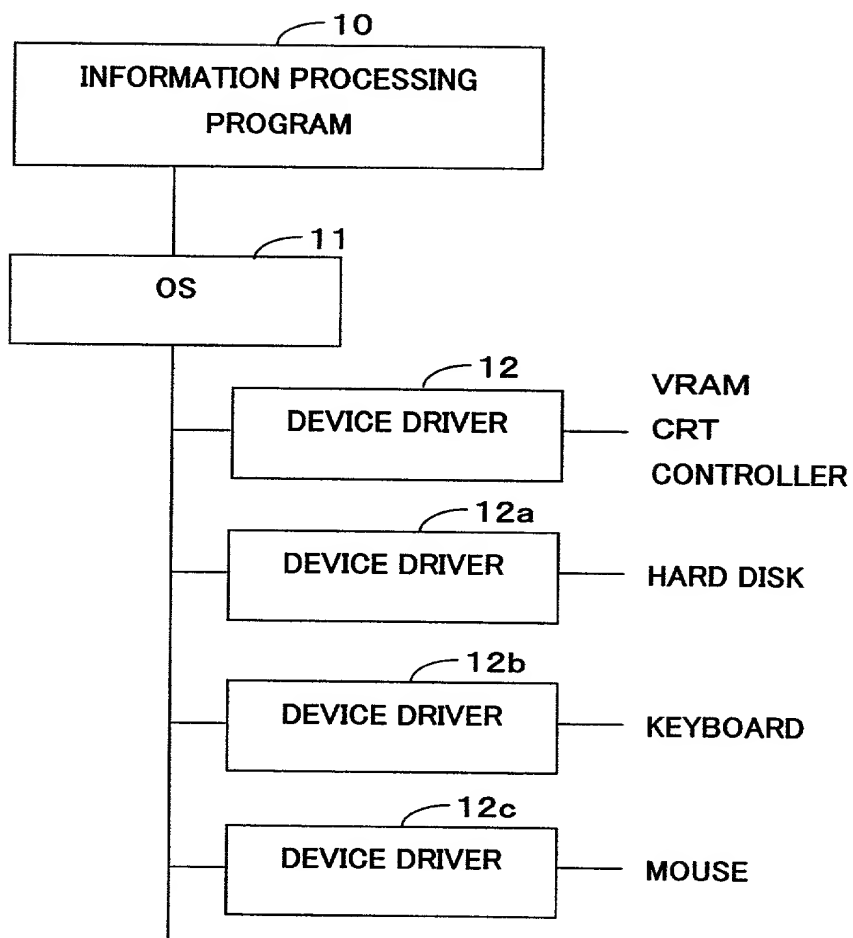 10
INFORMATION PROCESSING
PROGRAM
11
OS
12
DEVICE DRIVER
VRAM
CRT
CONTROLLER
12a
DEVICE DRIVER
HARD DISK
12b
DEVICE DRIVER
KEYBOARD
12c
DEVICE DRIVER
MOUSE